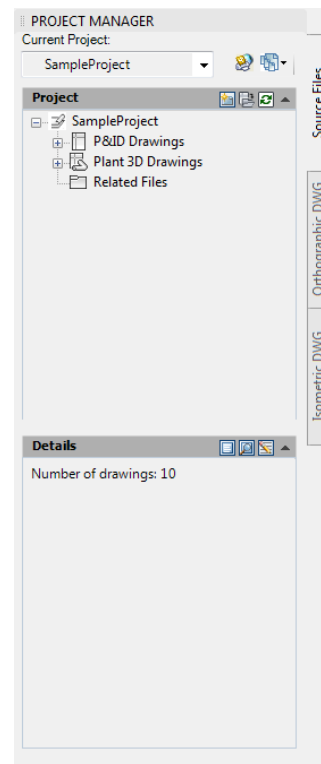 PROJECT MANAGER
Current Project:
SampleProject
Project
SampleProject
P&ID Drawings
Plant 3D Drawings
Related Files
Details
Number of drawings: 10
Source Files
Orthographic DWG
Isometric DWG